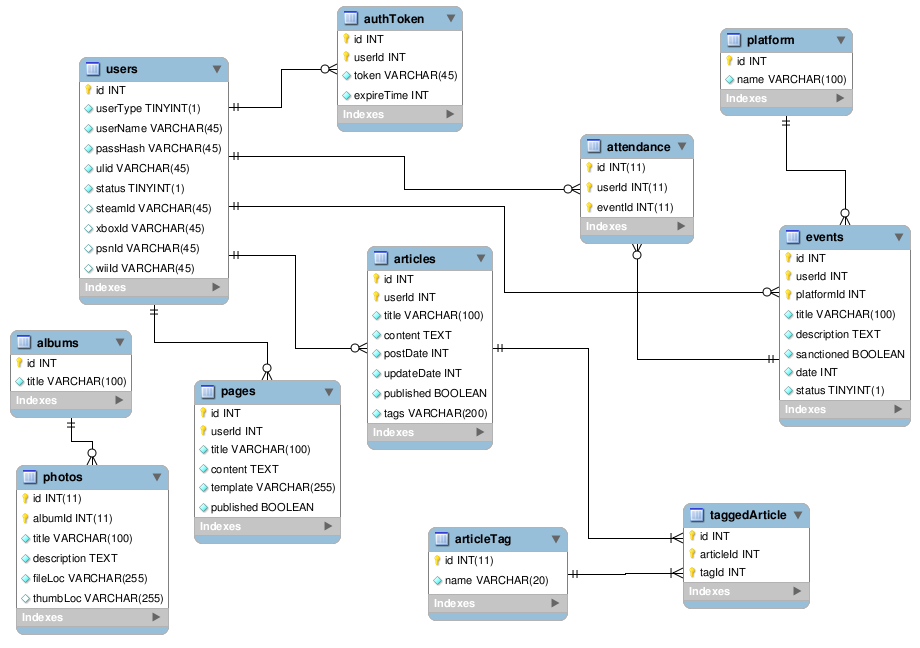 users
id INT
userType TINYINT(1)
userName VARCHAR(45)
passHash VARCHAR(45)
ulid VARCHAR(45)
status TINYINT(1)
steamId VARCHAR(45)
xboxId VARCHAR(45)
psnId VARCHAR(45)
wiiId VARCHAR(45)
Indexes
authToken
id INT
userId INT
token VARCHAR(45)
expireTime INT
Indexes
platform
id INT
name VARCHAR(100)
Indexes
attendance
id INT(11)
userId INT(11)
eventId INT(11)
Indexes
events
id INT
userId INT
platformId INT
title VARCHAR(100)
description TEXT
sanctioned BOOLEAN
date INT
status TINYINT(1)
Indexes
articles
id INT
userId INT
title VARCHAR(100)
content TEXT
postDate INT
updateDate INT
published BOOLEAN
tags VARCHAR(200)
Indexes
albums
id INT
title VARCHAR(100)
Indexes
pages
id INT
userId INT
title VARCHAR(100)
content TEXT
template VARCHAR(255)
published BOOLEAN
Indexes
photos
id INT(11)
albumId INT(11)
title VARCHAR(100)
description TEXT
fileLoc VARCHAR(255)
thumbLoc VARCHAR(255)
Indexes
articleTag
id INT(11)
name VARCHAR(20)
Indexes
taggedArticle
id INT
articleId INT
tagId INT
Indexes